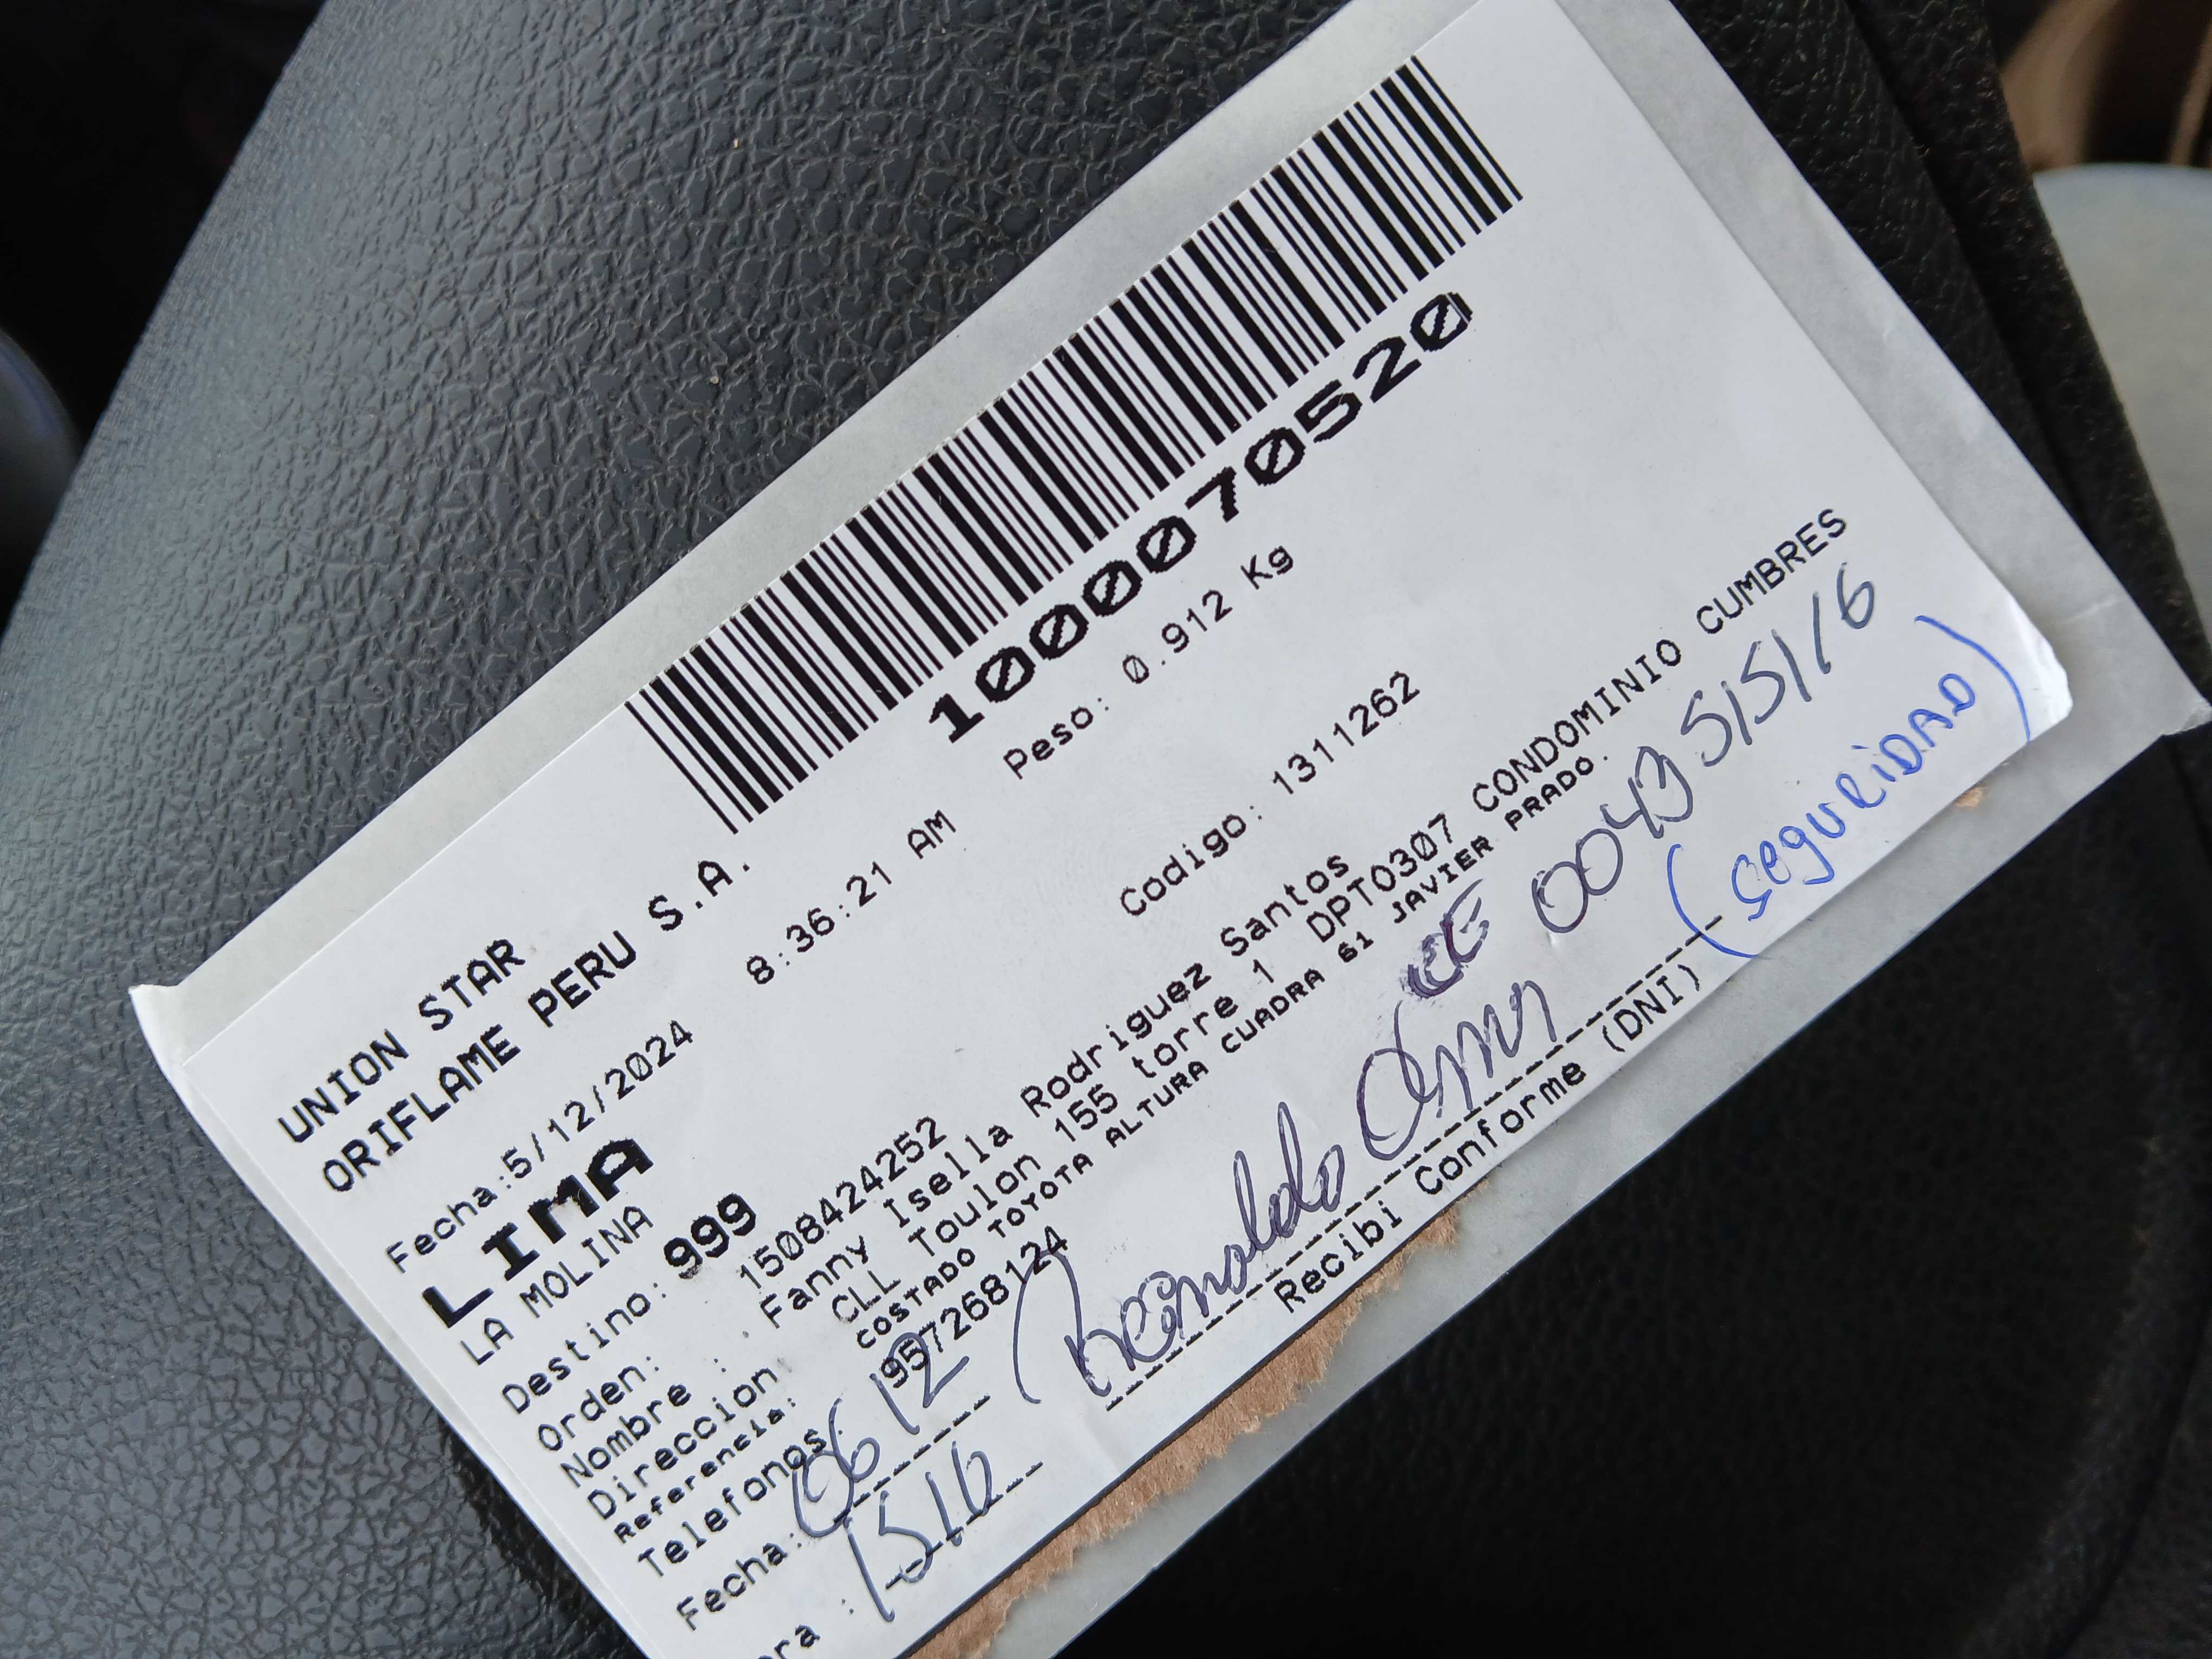 1000070520
UNION STAR
ORIFLAME PERU S.A.
Fecha:5/12/2024 8:36:21 AM Peso: 0.912 Kg
LIMA
LA MOLINA
Destino: 999 Codigo: 1311262
Orden: 1508424252
Nombre : Fanny Isella Rodriguez Santos
Direccion: CLL Toulon 155 torre 1 DPTO307 CONDOMINIO CUMBRES
Referencia: COSTADO TOYOTA ALTURA CUADRA 61 JAVIER PRADO.
Telefonos: 957268124
CE 0043
Fecha: 06 12
(SegURiDAD)
Recibi Conforme (DNI)